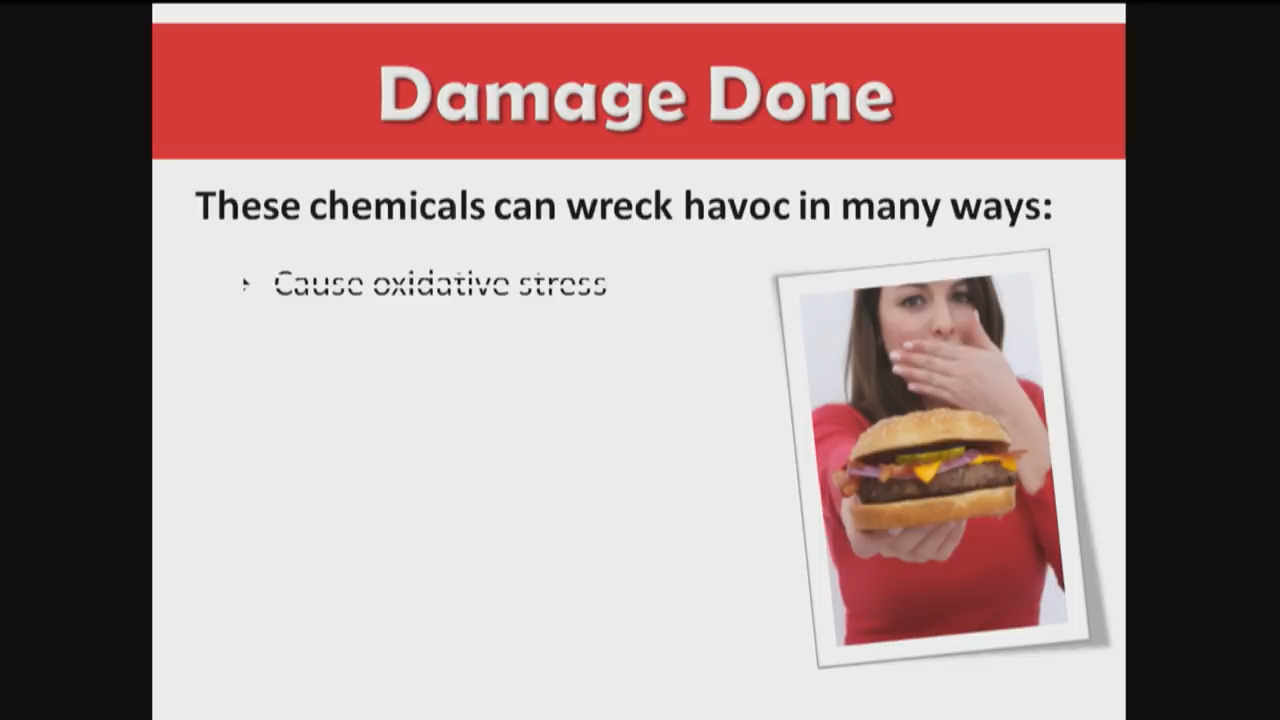 Damage Done
These chemicals can wreck havoc in many ways:
Cause oxidative stress